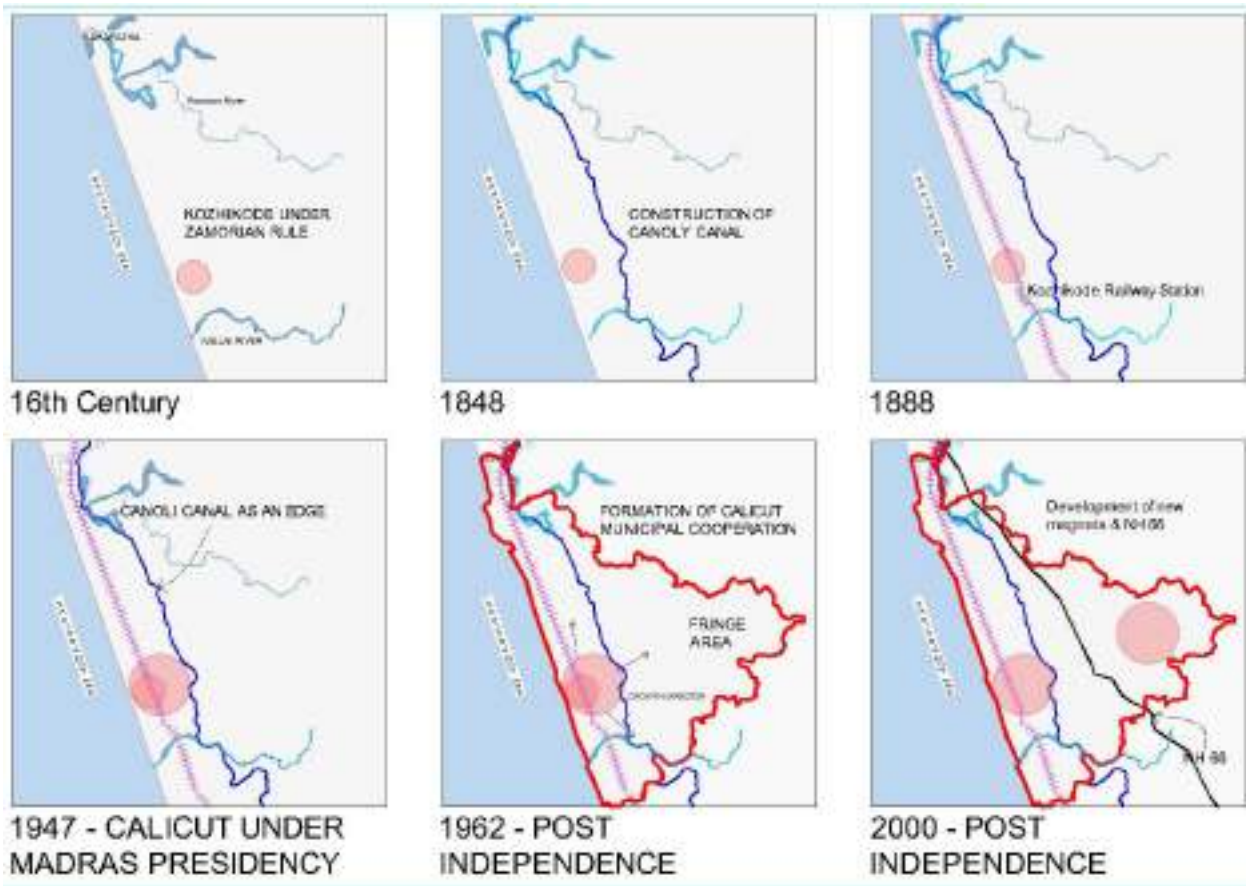 KOZHIKODE UNDER
ZAMORIAN RULE
16th Century
CONSTRUCTION OF
CANOLY CANAL
1848
Kozhikode Railway Station
1888
CANOLI CANAL AS AN EDGE
1947 - CALICUT UNDER
MADRAS PRESIDENCY
FORMATION OF CALICUT
MUNICIPAL COOPERATION
FRINGE
AREA
1962 - POST
INDEPENDENCE
Development of new
magnets & NH 66
NH 66
2000 - POST
INDEPENDENCE